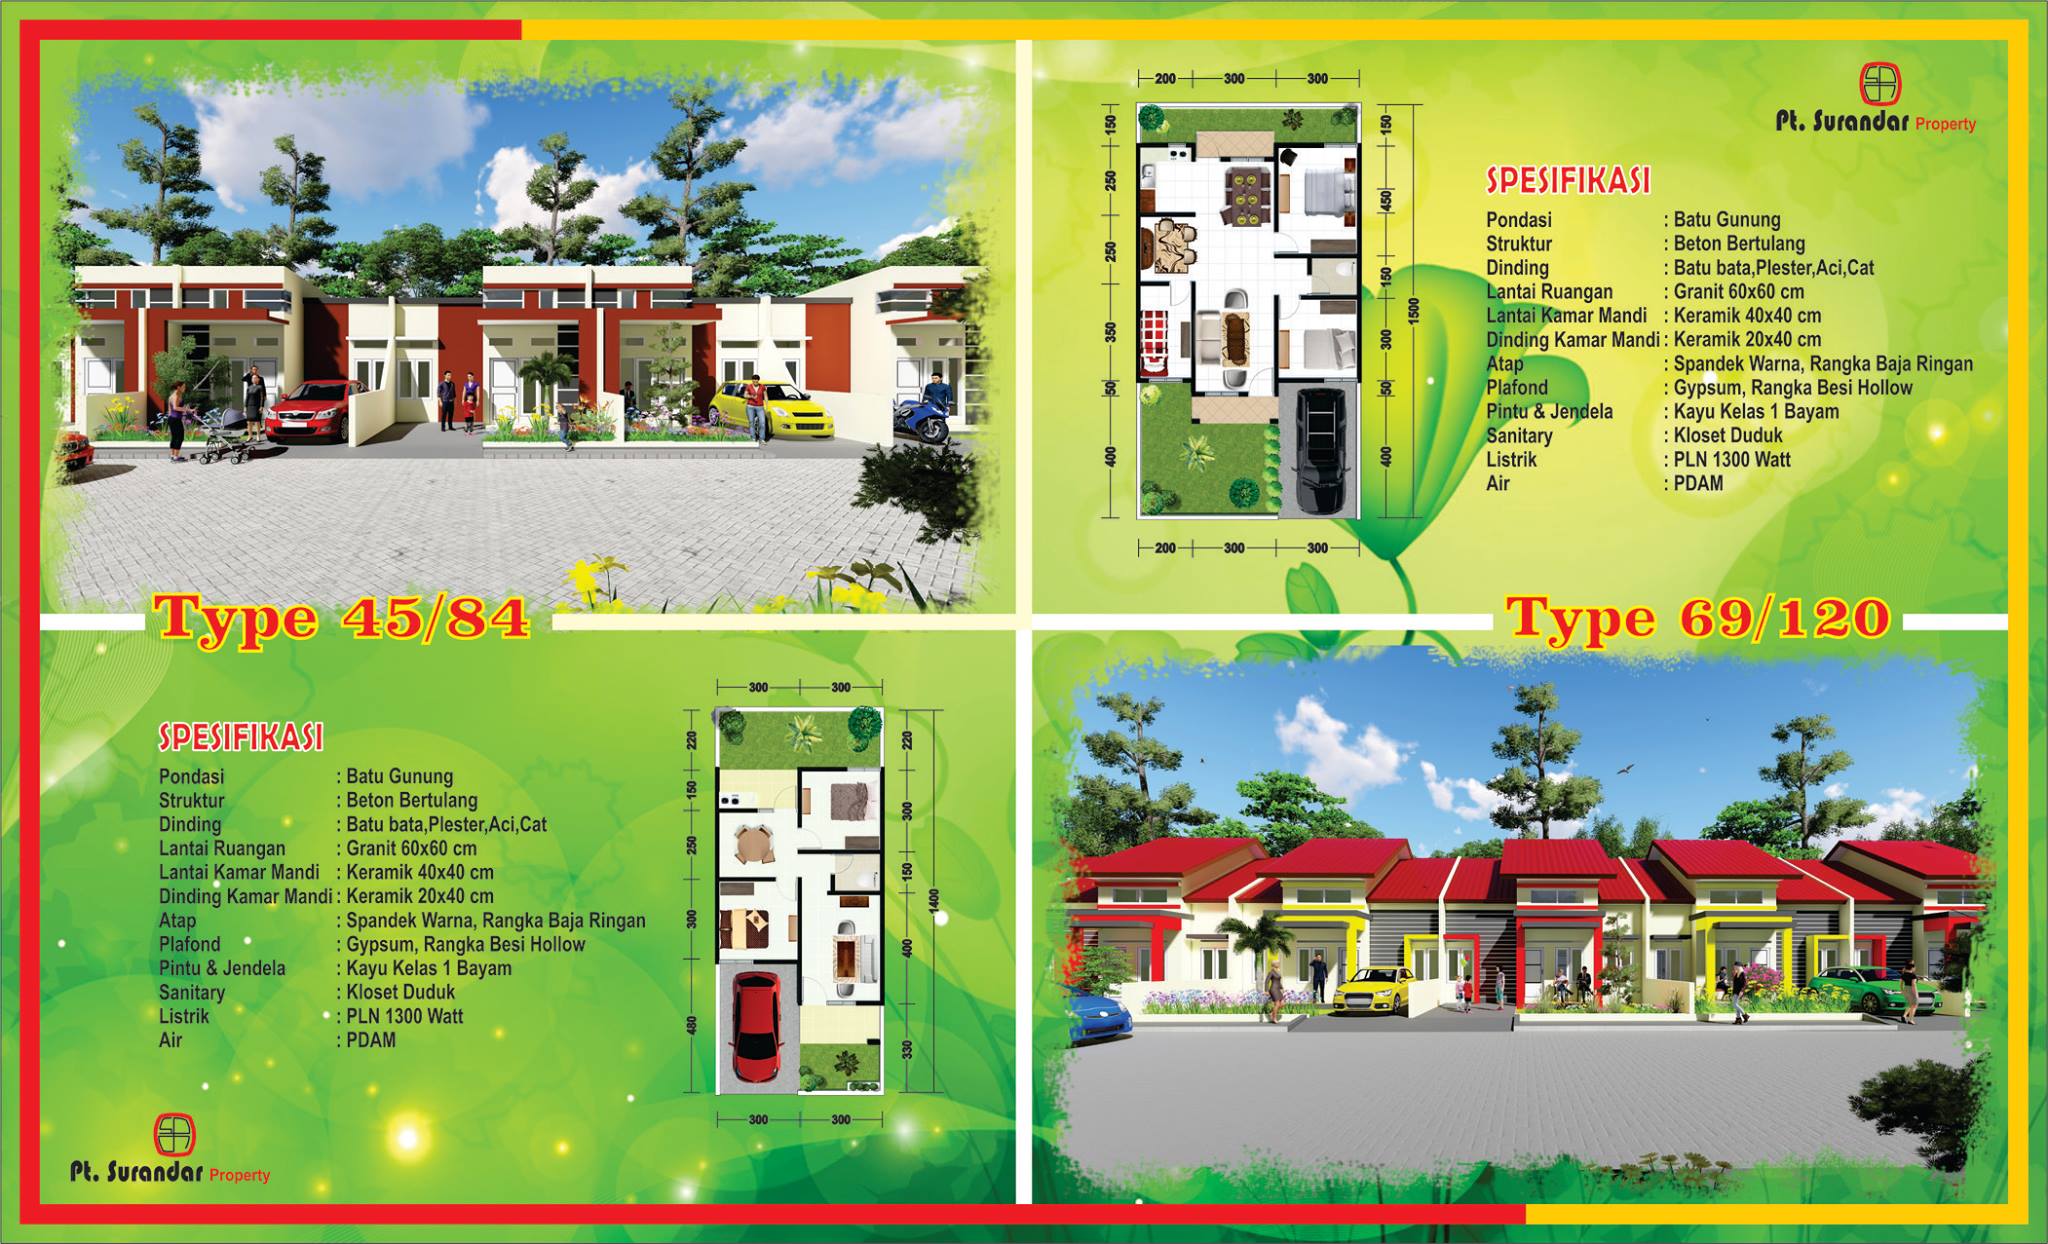 Type 45/84
SPESIFIKASI
Pondasi : Batu Gunung
Struktur : Beton Bertulang
Dinding : Batu bata,Plester,Aci,Cat
Lantai Ruangan : Granit 60x60 cm
Lantai Kamar Mandi : Keramik 40x40 cm
Dinding Kamar Mandi : Keramik 20x40 cm
Atap : Spandek Warna, Rangka Baja Ringan
Plafond : Gypsum, Rangka Besi Hollow
Pintu & Jendela : Kayu Kelas 1 Bayam
Sanitary : Kloset Duduk
Listrik : PLN 1300 Watt
Air : PDAM
300 300
220
150
250
300
480
220
300
150
400
330
1400
300 300
Pt. Surandar Property
200 300 300
150
250
250
350
50
400
150
450
150
300
50
400
1500
200 300 300
Pt. Surandar Property
SPESIFIKASI
Pondasi : Batu Gunung
Struktur : Beton Bertulang
Dinding : Batu bata,Plester,Aci,Cat
Lantai Ruangan : Granit 60x60 cm
Lantai Kamar Mandi : Keramik 40x40 cm
Dinding Kamar Mandi : Keramik 20x40 cm
Atap : Spandek Warna, Rangka Baja Ringan
Plafond : Gypsum, Rangka Besi Hollow
Pintu & Jendela : Kayu Kelas 1 Bayam
Sanitary : Kloset Duduk
Listrik : PLN 1300 Watt
Air : PDAM
Type 69/120